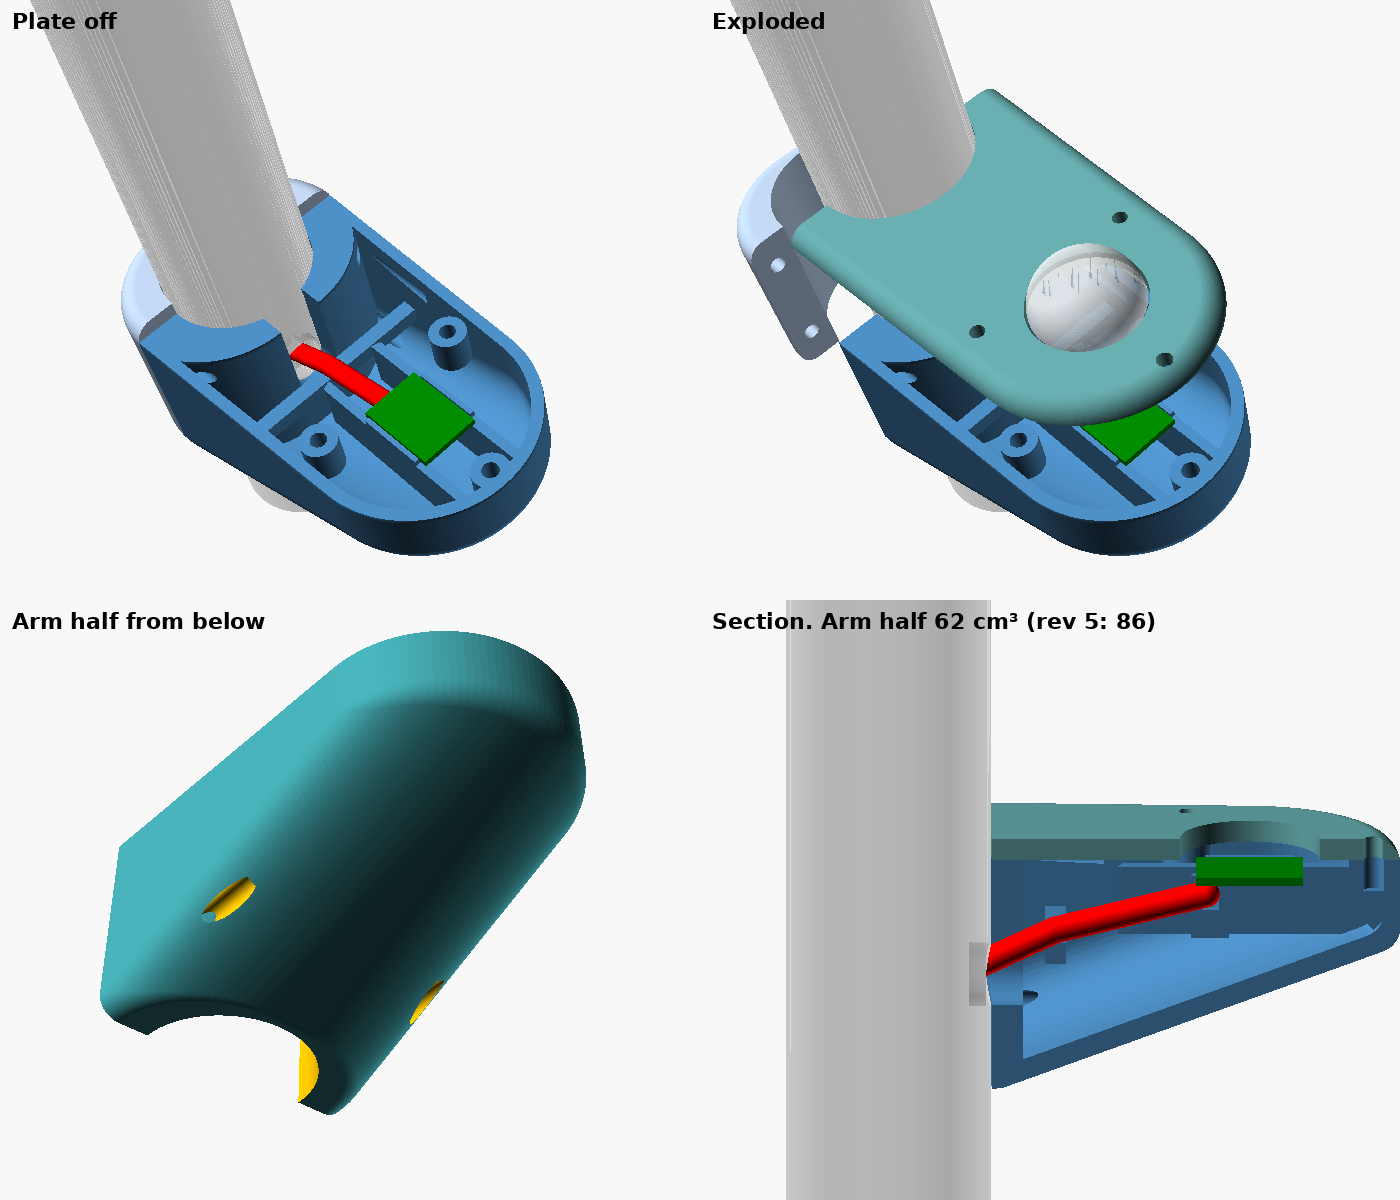 Plate off
Exploded
Arm half from below
Section. Arm half 62 cm³ (rev 5: 86)